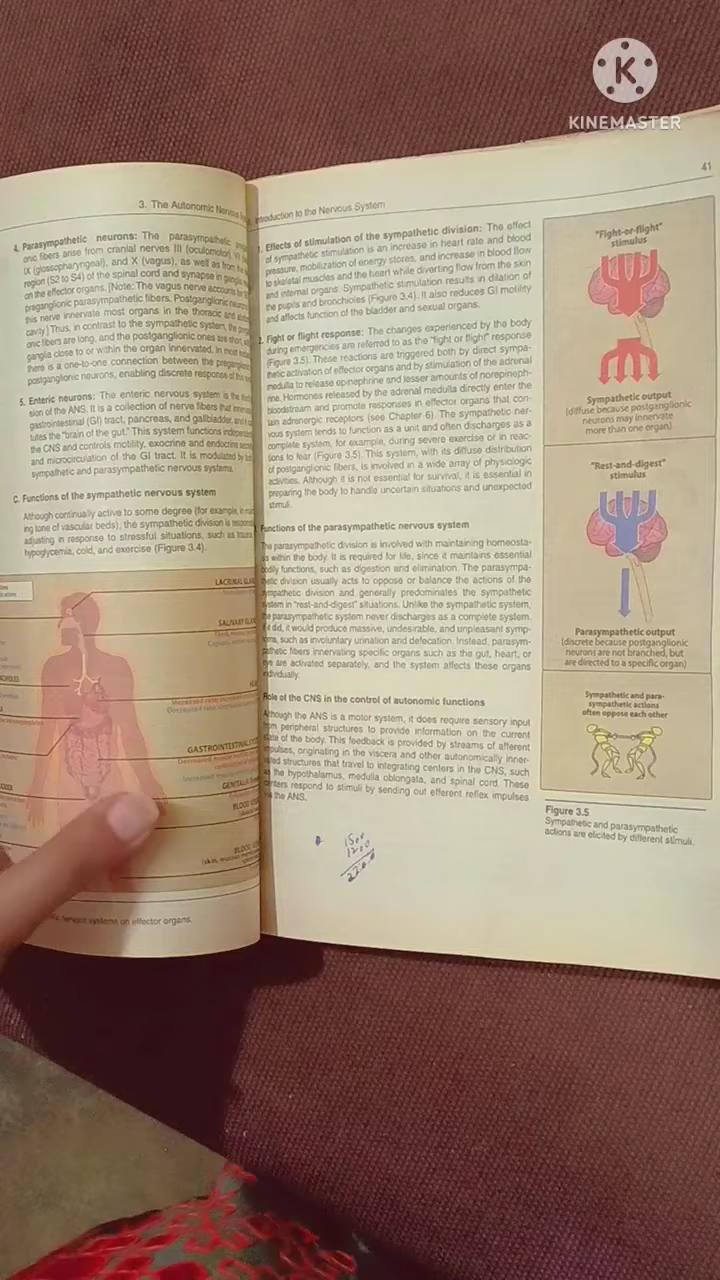 KINEMASTER
3. The Autonomic Nervous
4. Parasympathetic neurons: The parasympathetic
onic fibers arise from cranial nerves III (oculomotor),
IX (glossopharyngeal), and X (vagus), as well as from the
region (S2 to S4) of the spinal cord and synapse in ganglia
on the effector organs. [Note: The vagus nerve accounts for
preganglionic parasympathetic fibers. Postganglionic
this nerve innervate most organs in the thoracic and
cavity.] Thus, in contrast to the sympathetic system, the
onic fibers are long, and the postganglionic ones are short,
ganglia close to or within the organ innervated. In most
there is a one-to-one connection between the
postganglionic neurons, enabling discrete response of
5. Enteric neurons: The enteric nervous system is the
sion of the ANS. It is a collection of nerve fibers that
gastrointestinal (GI) tract, pancreas, and gallbladder, and
tutes the "brain of the gut." This system functions
the CNS and controls motility, exocrine and endocrine
and microcirculation of the GI tract. It is modulated by
sympathetic and parasympathetic nervous systems.
C. Functions of the sympathetic nervous system
Although continually active to some degree (for example, in
ing tone of vascular beds), the sympathetic division is
adjusting in response to stressful situations, such as trauma,
hypoglycemia, cold, and exercise (Figure 3.4).
LACRIMAL
SALIVARY
GASTROINTESTINAL
GENITALIA
BLOOD
BLOOD
nervous systems on effector organs.
Introduction to the Nervous System
41
1. Effects of stimulation of the sympathetic division: The effect
of sympathetic stimulation is an increase in heart rate and blood
pressure, mobilization of energy stores, and increase in blood flow
to skeletal muscles and the heart while diverting flow from the skin
and internal organs. Sympathetic stimulation results in dilation of
the pupils and bronchioles (Figure 3.4). It also reduces GI motility
and affects function of the bladder and sexual organs.
2. Fight or flight response: The changes experienced by the body
during emergencies are referred to as the "fight or flight" response
(Figure 3.5). These reactions are triggered both by direct sympa-
thetic activation of effector organs and by stimulation of the adrenal
medulla to release epinephrine and lesser amounts of norepineph-
rine. Hormones released by the adrenal medulla directly enter the
bloodstream and promote responses in effector organs that con-
tain adrenergic receptors (see Chapter 6). The sympathetic ner-
vous system tends to function as a unit and often discharges as a
complete system, for example, during severe exercise or in reac-
tions to fear (Figure 3.5). This system, with its diffuse distribution
of postganglionic fibers, is involved in a wide array of physiologic
activities. Although it is not essential for survival, it is essential in
preparing the body to handle uncertain situations and unexpected
stimuli.
Functions of the parasympathetic nervous system
The parasympathetic division is involved with maintaining homeosta-
sis within the body. It is required for life, since it maintains essential
bodily functions, such as digestion and elimination. The parasympa-
thetic division usually acts to oppose or balance the actions of the
sympathetic division and generally predominates the sympathetic
system in "rest-and-digest" situations. Unlike the sympathetic system,
the parasympathetic system never discharges as a complete system.
If it did, it would produce massive, undesirable, and unpleasant symp-
toms, such as involuntary urination and defecation. Instead, parasym-
pathetic fibers innervating specific organs such as the gut, heart, or
eye are activated separately, and the system affects these organs
individually.
Role of the CNS in the control of autonomic functions
Although the ANS is a motor system, it does require sensory input
from peripheral structures to provide information on the current
state of the body. This feedback is provided by streams of afferent
impulses, originating in the viscera and other autonomically inner-
vated structures that travel to integrating centers in the CNS, such
as the hypothalamus, medulla oblongata, and spinal cord. These
centers respond to stimuli by sending out efferent reflex impulses
via the ANS.
1500
1200
"Fight-or-flight"
stimulus
Sympathetic output
(diffuse because postganglionic
neurons may innervate
more than one organ)
"Rest-and-digest"
stimulus
Parasympathetic output
(discrete because postganglionic
neurons are not branched, but
are directed to a specific organ)
Sympathetic and para-
sympathetic actions
often oppose each other
Figure 3.5
Sympathetic and parasympathetic
actions are elicited by different stimuli.